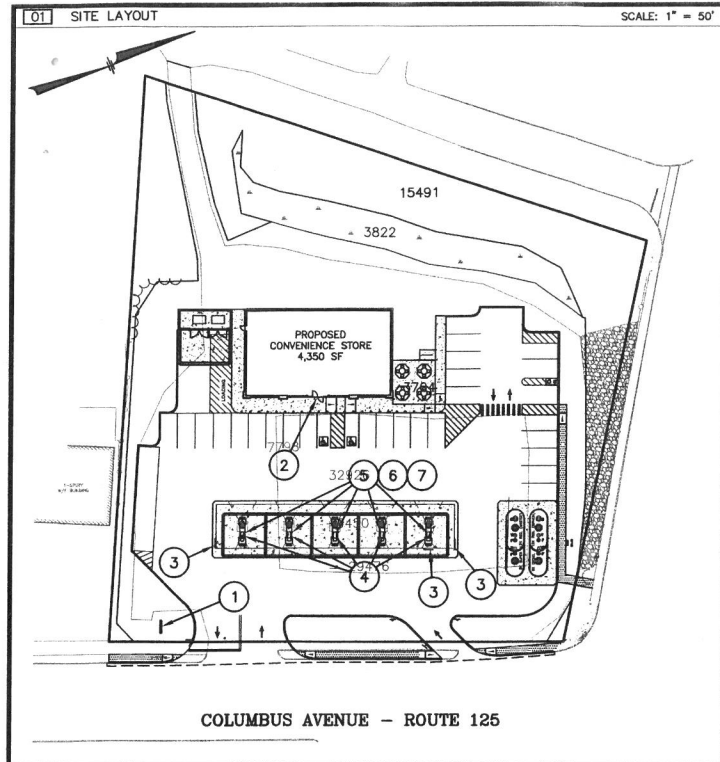 01 SITE LAYOUT SCALE: 1" = 50'
15491
3822
PROPOSED
CONVENIENCE STORE
4,350 SF
2
5 6 7
3
4
3
3
1
COLUMBUS AVENUE – ROUTE 125